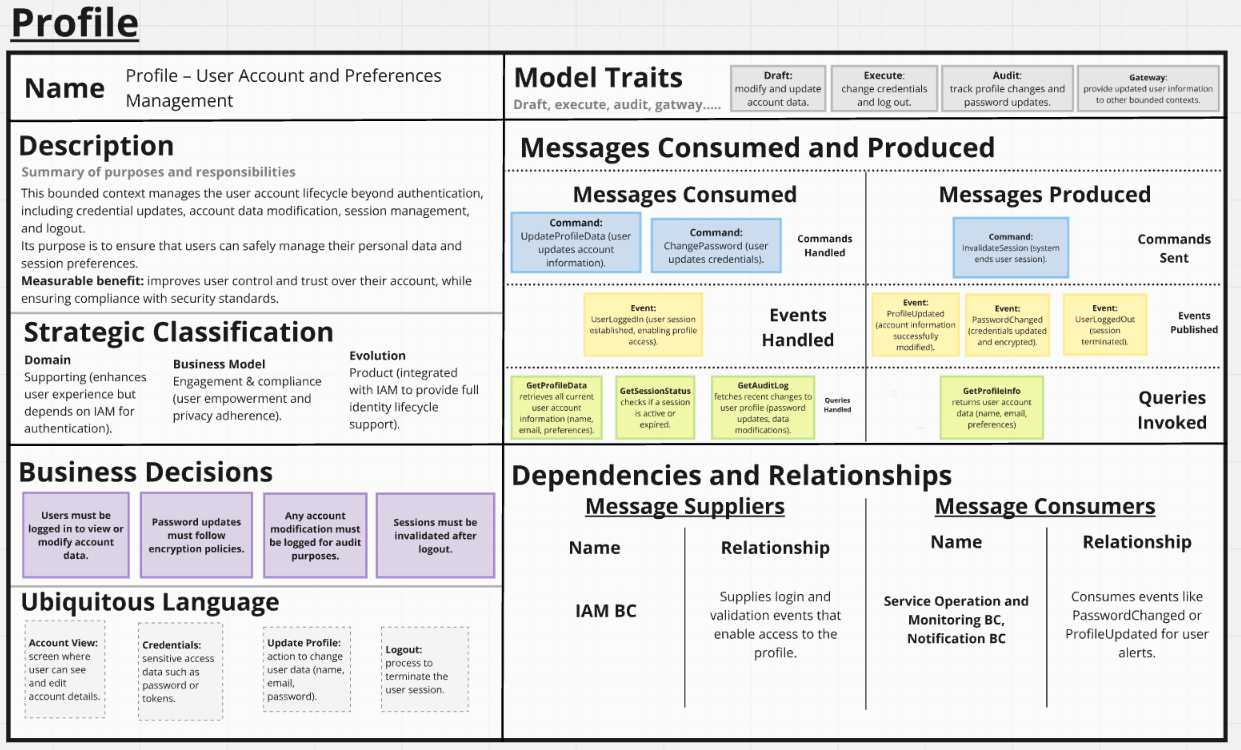 Profile
Name
Profile – User Account and Preferences
Management
Description
Summary of purposes and responsibilities
This bounded context manages the user account lifecycle beyond authentication,
including credential updates, account data modification, session management,
and logout.
Its purpose is to ensure that users can safely manage their personal data and
session preferences.
Measurable benefit: improves user control and trust over their account, while
ensuring compliance with security standards.
Strategic Classification
Domain
Supporting (enhances
user experience but
depends on IAM for
authentication).
Business Model
Engagement & compliance
(user empowerment and
privacy adherence).
Evolution
Product (integrated
with IAM to provide full
identity lifecycle
support).
Business Decisions
Users must be
logged in to view or
modify account
data.
Password updates
must follow
encryption policies.
Any account
modification must
be logged for audit
purposes.
Sessions must be
invalidated after
logout.
Ubiquitous Language
Account View:
screen where
user can see
and edit
account details.
Credentials:
sensitive access
data such as
password or
tokens.
Update Profile:
action to change
user data (name,
email,
password).
Logout:
process to
terminate the
user session.
Model Traits
Draft, execute, audit, gatway.....
Draft:
modify and update
account data.
Execute:
change credentials
and log out.
Audit:
track profile changes and
password updates.
Gateway:
provide updated user information
to other bounded contexts.
Messages Consumed and Produced
Messages Consumed
Command:
UpdateProfileData (user
updates account
information).
Command:
ChangePassword (user
updates credentials).
Commands
Handled
Event:
UserLoggedIn (user session
established, enabling profile
access).
Events
Handled
GetProfileData
retrieves all current
user account
information (name,
email, preferences).
GetSessionStatus
checks if a session
is active or
expired.
GetAuditLog
fetches recent changes to
user profile (password
updates, data
modifications).
Queries
Handled
Messages Produced
Command:
InvalidateSession (system
ends user session).
Commands
Sent
Event:
ProfileUpdated
(account information
successfully
modified).
Event:
PasswordChanged
(credentials updated
and encrypted).
Event:
UserLoggedOut
(session
terminated).
Events
Published
GetProfileInfo
returns user account
data (name, email,
preferences)
Queries
Invoked
Dependencies and Relationships
Message Suppliers
Name
Relationship
IAM BC
Supplies login and
validation events that
enable access to the
profile.
Message Consumers
Name
Relationship
Service Operation and
Monitoring BC,
Notification BC
Consumes events like
PasswordChanged or
ProfileUpdated for user
alerts.